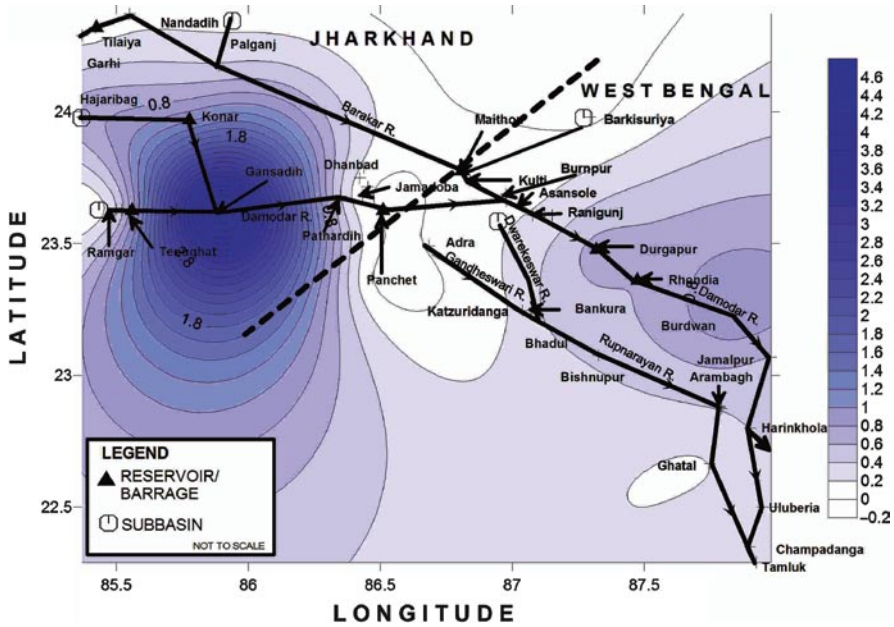 Nandadih
Tilaiya
Palganj
JHARKHAND
Garhi
WEST BENGAL
Hajaribag
0.8
Konar
Barakar R.
Maithon
Barkisuriya
1.8
Gansadih
Dhanbad
Jamadoba
Kulti
Burnpur
Asansole
Ranigunj
Damodar R.
0.8
Pathardih
Ramgar
Tenughat
Panchet
Adra
Dwarekeswar R.
Durgapur
Gandheswari R.
Rhondia
Damodar R.
1.8
Katzuridanga
Bankura
Burdwan
Bhadul
Rupnarayan R.
Jamalpur
Bishnupur
Arambagh
Harinkhola
Ghatal
Uluberia
Champadanga
Tamluk
LEGEND
RESERVOIR/
BARRAGE
SUBBASIN
NOT TO SCALE
LATITUDE
24
23.5
23
22.5
85.5
86
86.5
87
87.5
LONGITUDE
4.6
4.4
4.2
4
3.8
3.6
3.4
3.2
3
2.8
2.6
2.4
2.2
2
1.8
1.6
1.4
1.2
1
0.8
0.6
0.4
0.2
0
−0.2